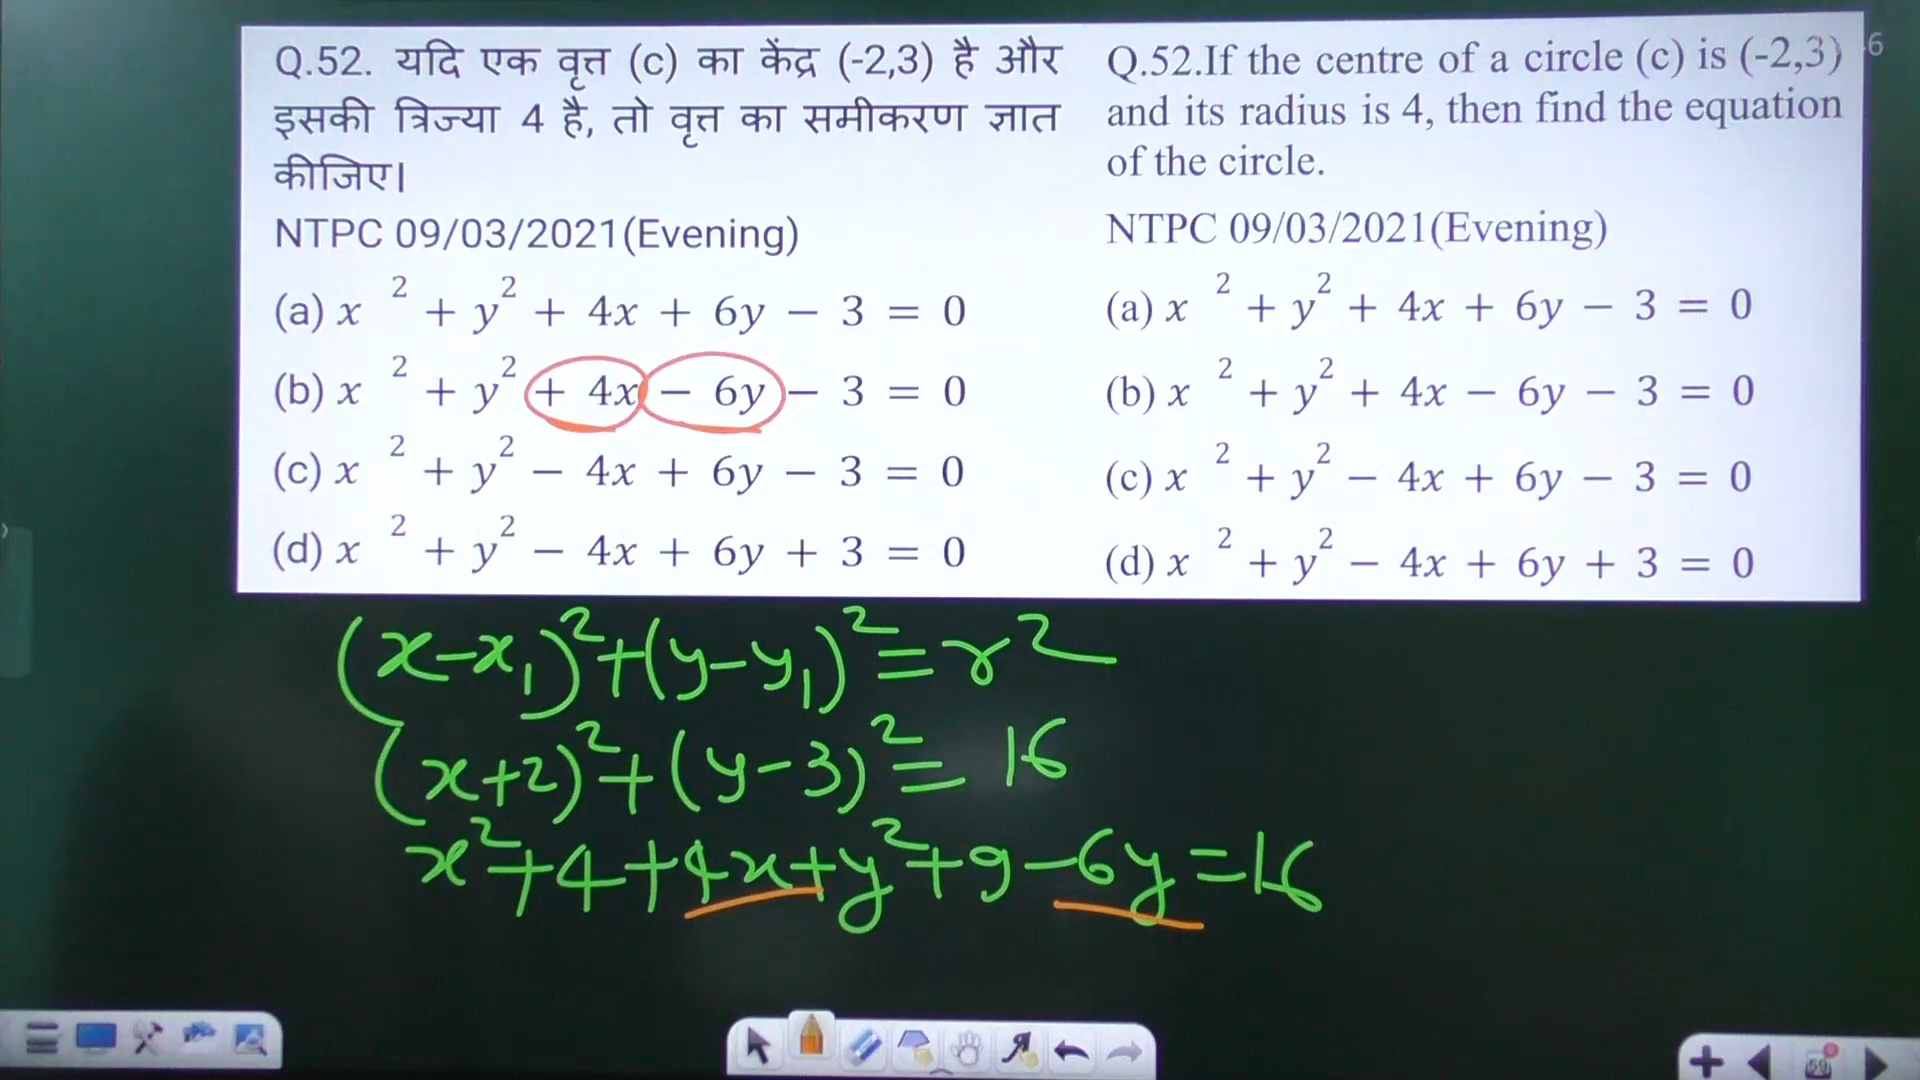 Q.52. यदि एक वृत्त (c) का केंद्र (-2,3) है और
इसकी त्रिज्या 4 है, तो वृत्त का समीकरण ज्ञात
कीजिए।
NTPC 09/03/2021(Evening)
(a) x² + y² + 4x + 6y − 3 = 0
(b) x² + y² + 4x − 6y − 3 = 0
(c) x² + y² − 4x + 6y − 3 = 0
(d) x² + y² − 4x + 6y + 3 = 0
Q.52.If the centre of a circle (c) is (-2,3)
and its radius is 4, then find the equation
of the circle.
NTPC 09/03/2021(Evening)
(a) x² + y² + 4x + 6y − 3 = 0
(b) x² + y² + 4x − 6y − 3 = 0
(c) x² + y² − 4x + 6y − 3 = 0
(d) x² + y² − 4x + 6y + 3 = 0
(x-x₁)²+(y-y₁)²=r²
(x+2)²+(y-3)²=16
x²+4+4x+y²+9-6y=16